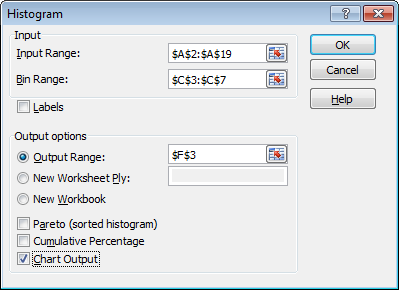 Histogram
Input
Input Range: $A$2:$A$19
Bin Range: $C$3:$C$7
Labels
OK
Cancel
Help
Output options
Output Range: $F$3
New Worksheet Ply:
New Workbook
Pareto (sorted histogram)
Cumulative Percentage
Chart Output